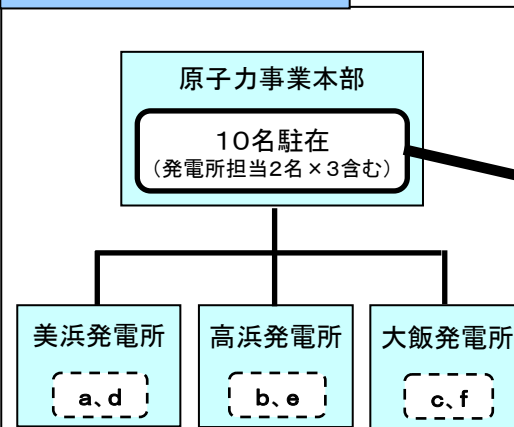 原子力事業本部
10名駐在
(発電所担当2名×3含む)
美浜発電所 高浜発電所 大飯発電所
a、d b、e c、f